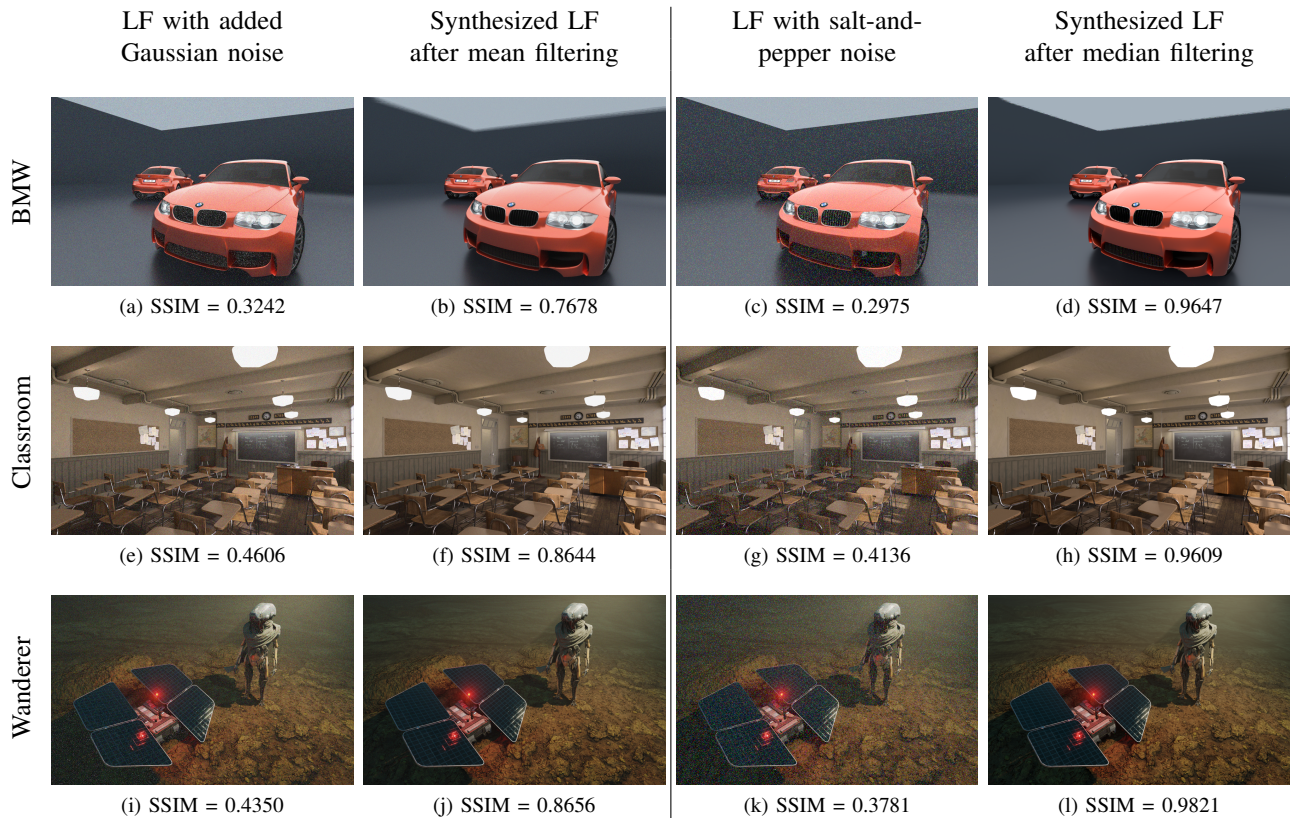 LF with added
Gaussian noise
Synthesized LF
after mean filtering
LF with salt-and-
pepper noise
Synthesized LF
after median filtering
BMW
(a) SSIM = 0.3242
(b) SSIM = 0.7678
(c) SSIM = 0.2975
(d) SSIM = 0.9647
Classroom
(e) SSIM = 0.4606
(f) SSIM = 0.8644
(g) SSIM = 0.4136
(h) SSIM = 0.9609
Wanderer
(i) SSIM = 0.4350
(j) SSIM = 0.8656
(k) SSIM = 0.3781
(l) SSIM = 0.9821